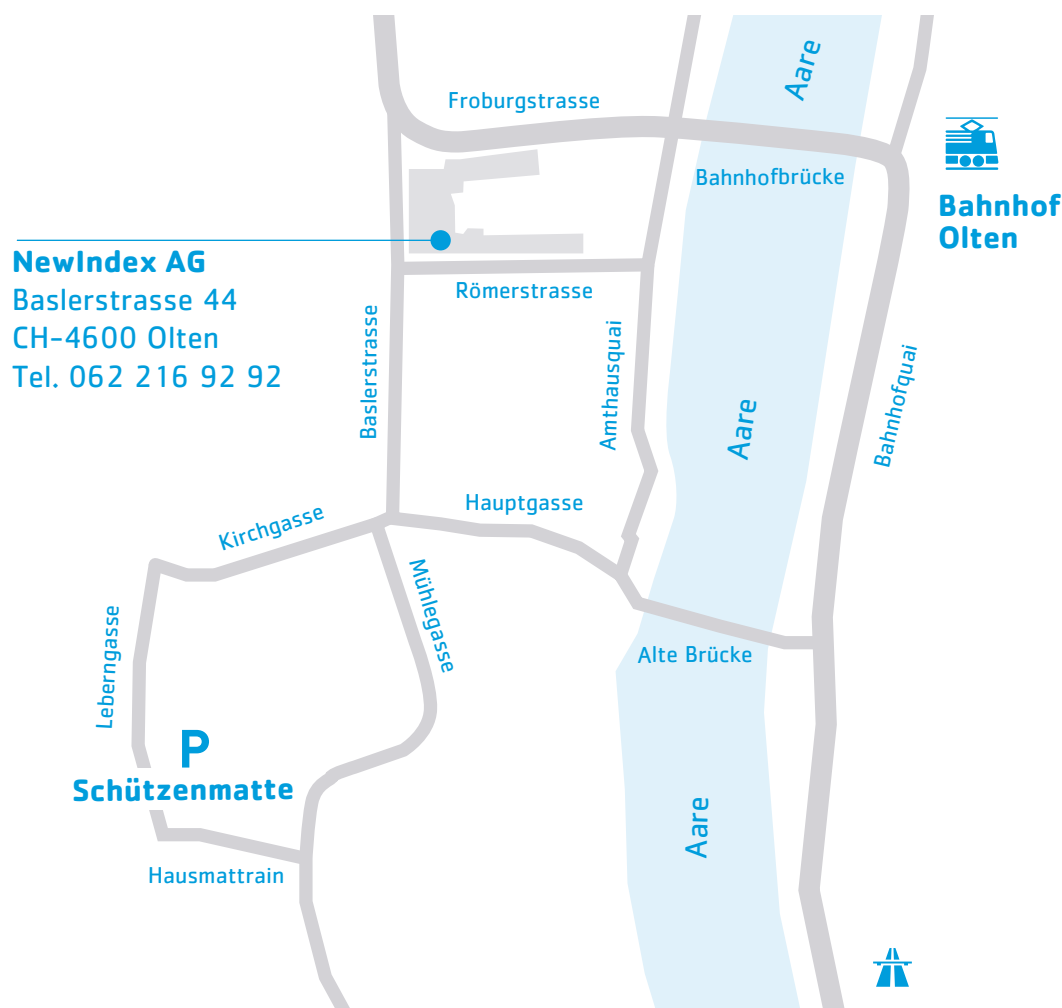 Aare
Froburgstrasse
Bahnhofbrücke
Bahnhof
Olten
NewIndex AG
Baslerstrasse 44
CH-4600 Olten
Tel. 062 216 92 92
Römerstrasse
Baslerstrasse
Amthausquai
Aare
Bahnhofquai
Hauptgasse
Kirchgasse
Mühlegasse
Leberngasse
Alte Brücke
P
Schützenmatte
Aare
Hausmattrain